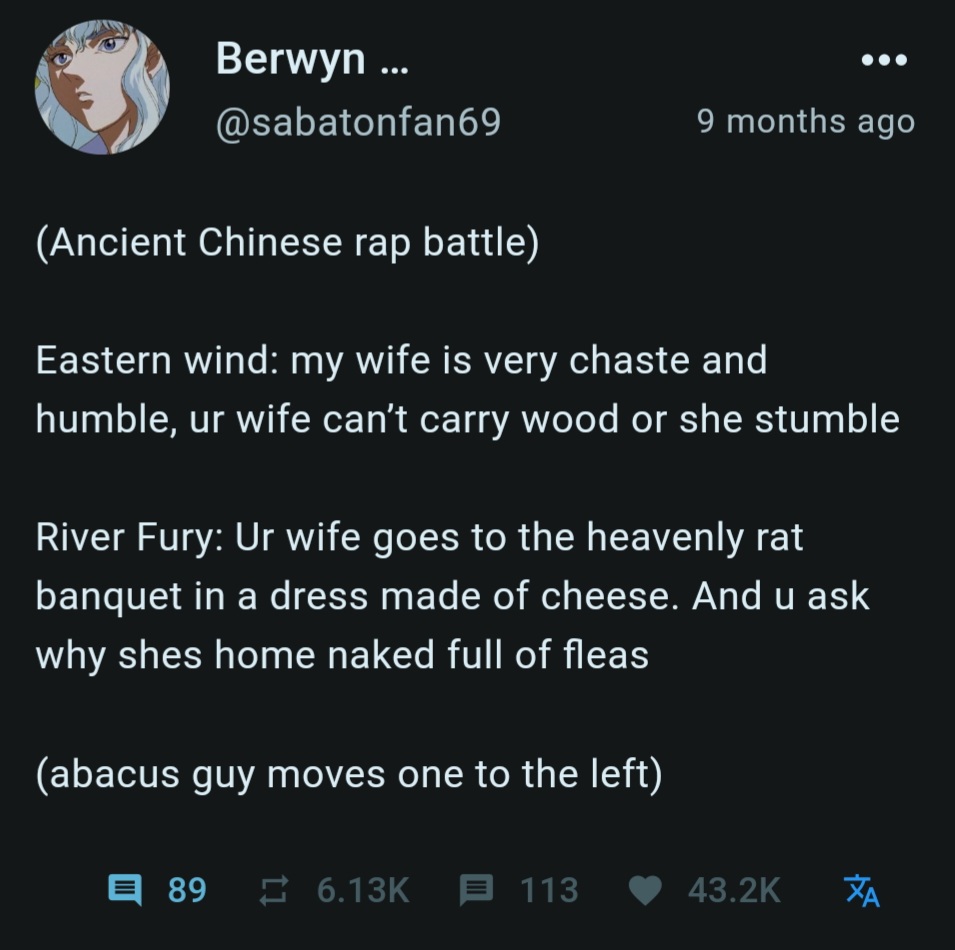 Berwyn ...
@sabatonfan69
9 months ago
(Ancient Chinese rap battle)
Eastern wind: my wife is very chaste and
humble, ur wife can’t carry wood or she stumble
River Fury: Ur wife goes to the heavenly rat
banquet in a dress made of cheese. And u ask
why shes home naked full of fleas
(abacus guy moves one to the left)
89 6.13K 113 43.2K